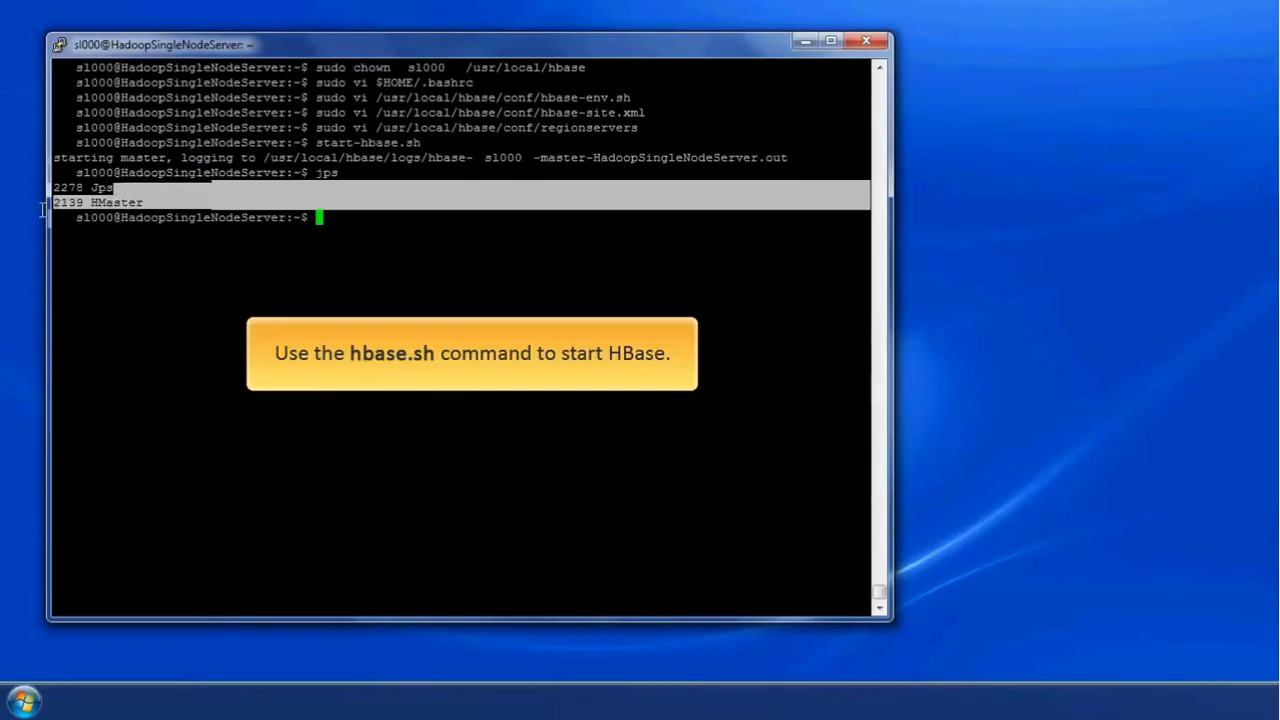 sl000@HadoopSingleNodeServer: ~
sl000@HadoopSingleNodeServer:~$ sudo chown sl000 /usr/local/hbase
sl000@HadoopSingleNodeServer:~$ sudo vi $HOME/.bashrc
sl000@HadoopSingleNodeServer:~$ sudo vi /usr/local/hbase/conf/hbase-env.sh
sl000@HadoopSingleNodeServer:~$ sudo vi /usr/local/hbase/conf/hbase-site.xml
sl000@HadoopSingleNodeServer:~$ sudo vi /usr/local/hbase/conf/regionservers
sl000@HadoopSingleNodeServer:~$ start-hbase.sh
starting master, logging to /usr/local/hbase/logs/hbase- sl000 -master-HadoopSingleNodeServer.out
sl000@HadoopSingleNodeServer:~$ jps
2278 Jps
2139 HMaster
sl000@HadoopSingleNodeServer:~$
Use the hbase.sh command to start HBase.